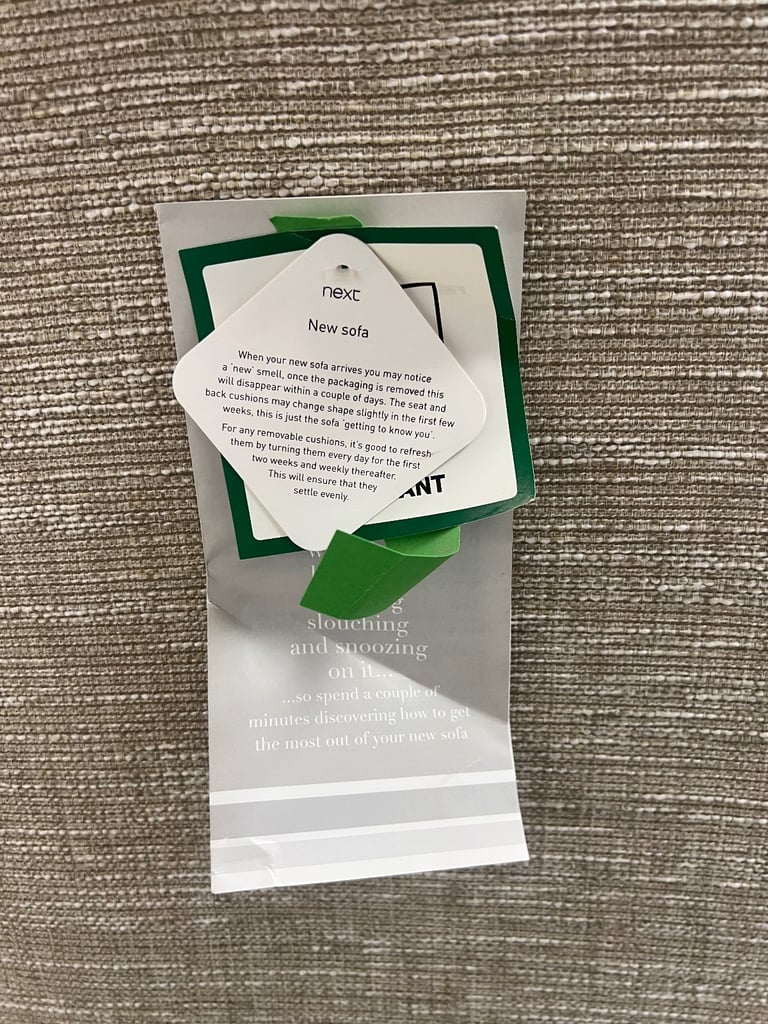 next
New sofa
When your new sofa arrives you may notice
a 'new' smell, once the packaging is removed this
will disappear within a couple of days. The seat and
back cushions may change shape slightly in the first few
weeks, this is just the sofa 'getting to know you'.
For any removable cushions, it's good to refresh
them by turning them every day for the first
two weeks and weekly thereafter.
This will ensure that they
settle evenly.
slouching
and snoozing
on it...
...so spend a couple of
minutes discovering how to get
the most out of your new sofa